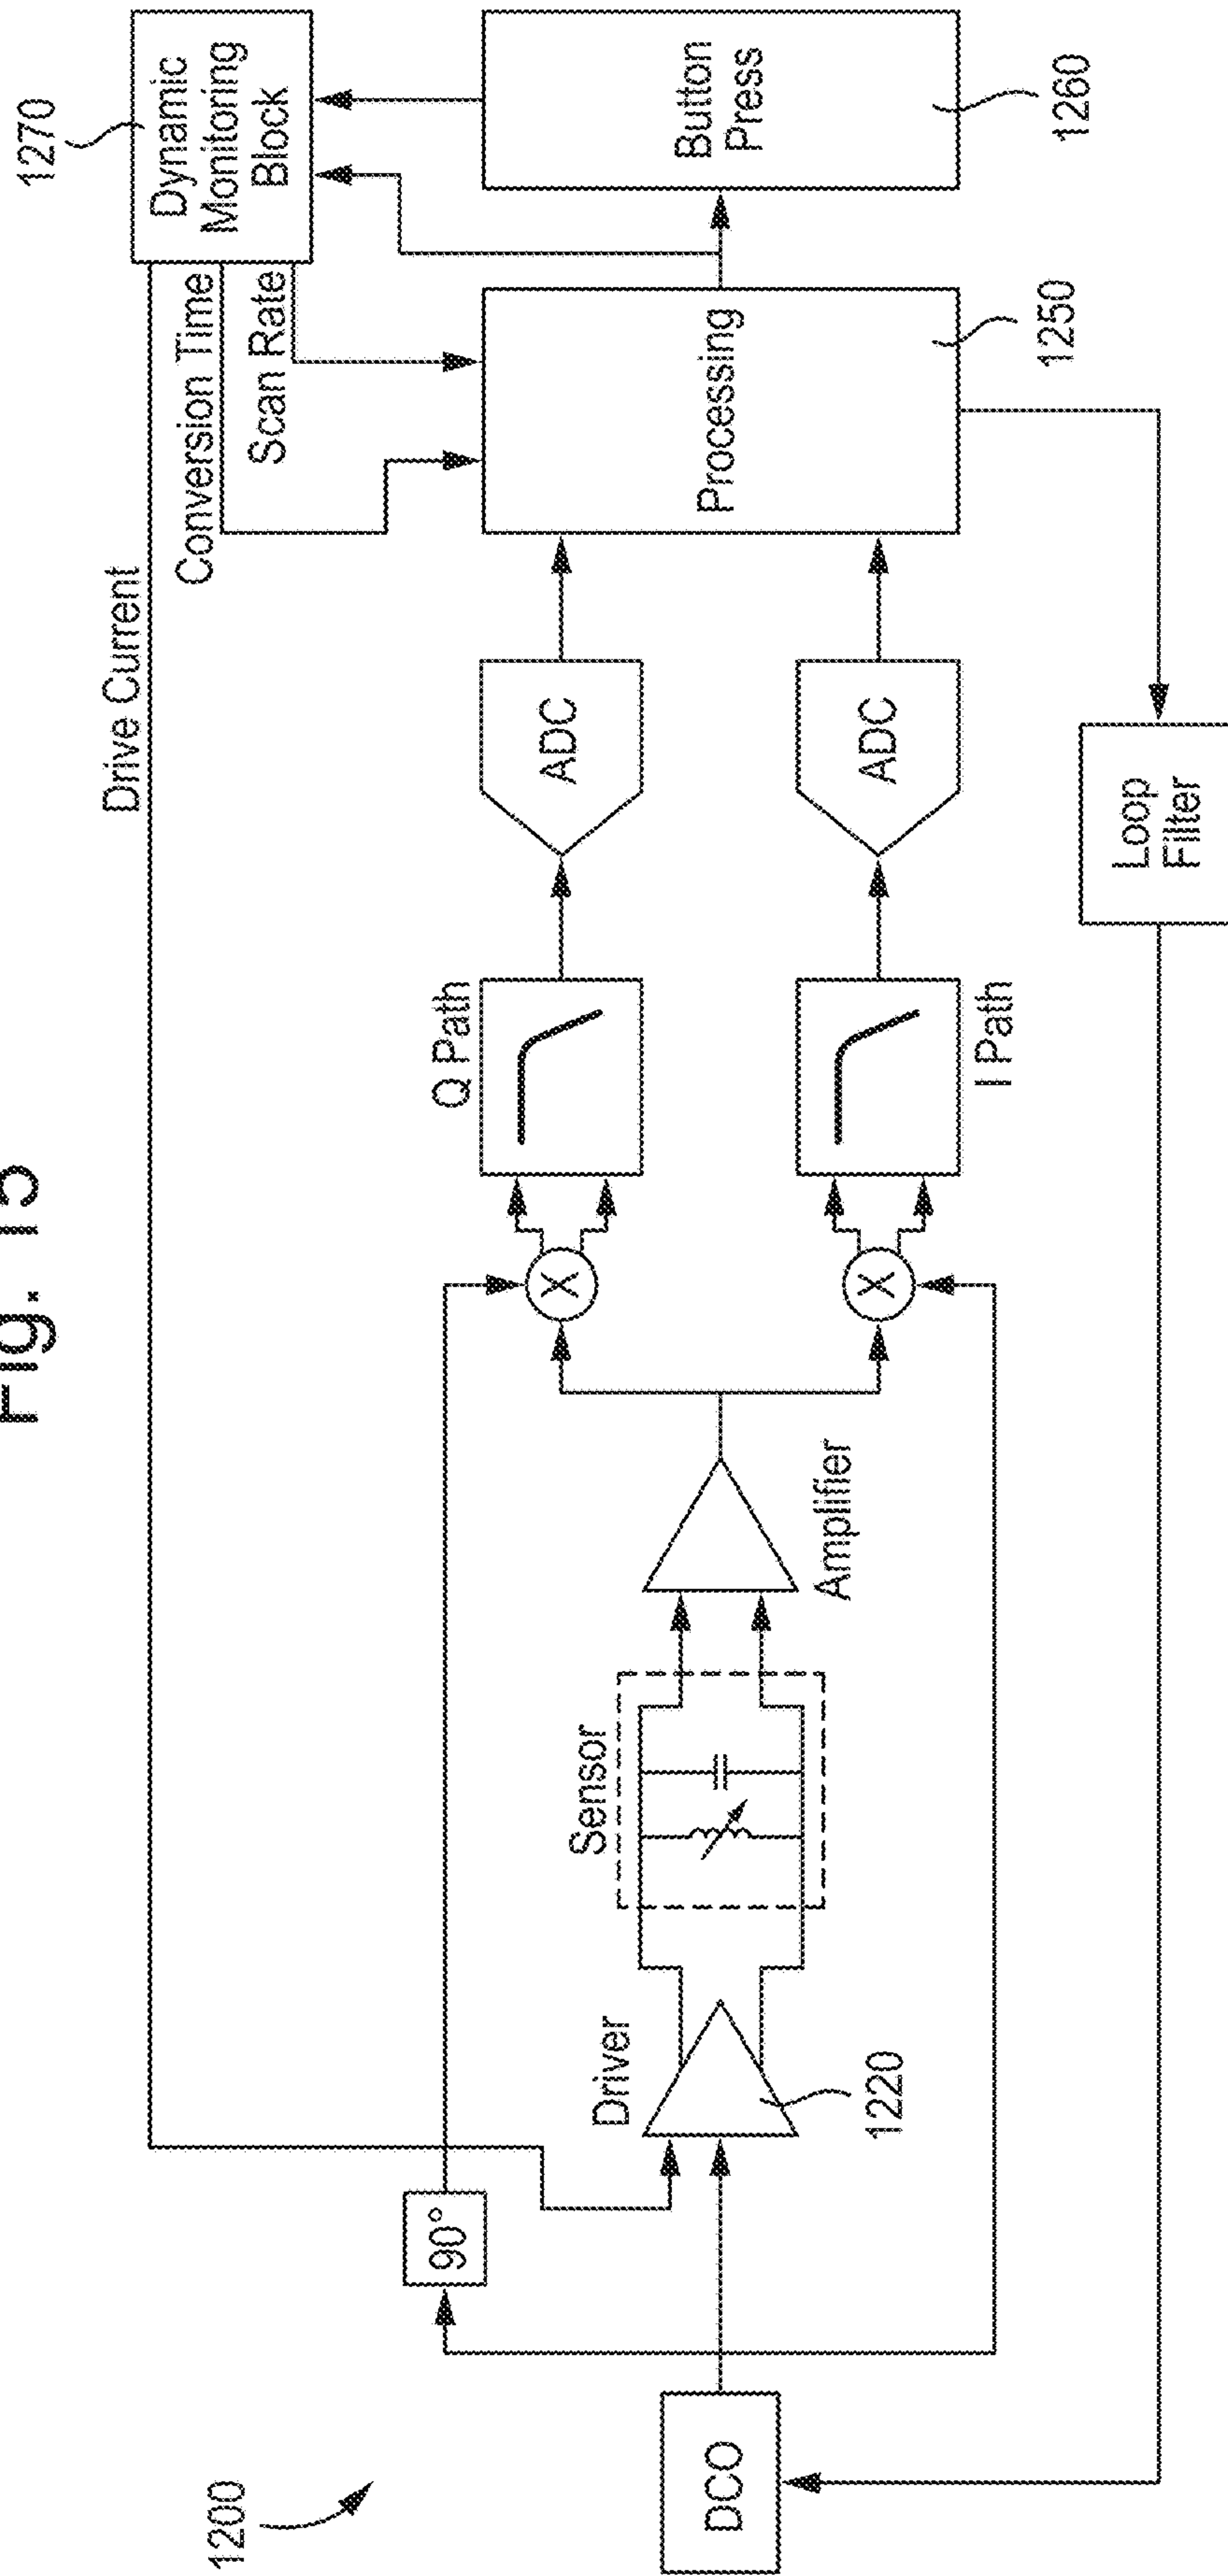 Fig. 15
1200
DCO
90°
Driver
1220
Sensor
Amplifier
X
X
Q Path
I Path
ADC
ADC
Loop
Filter
Drive Current
Conversion Time
Scan Rate
Processing
1250
Button
Press
1260
Dynamic
Monitoring
Block
1270